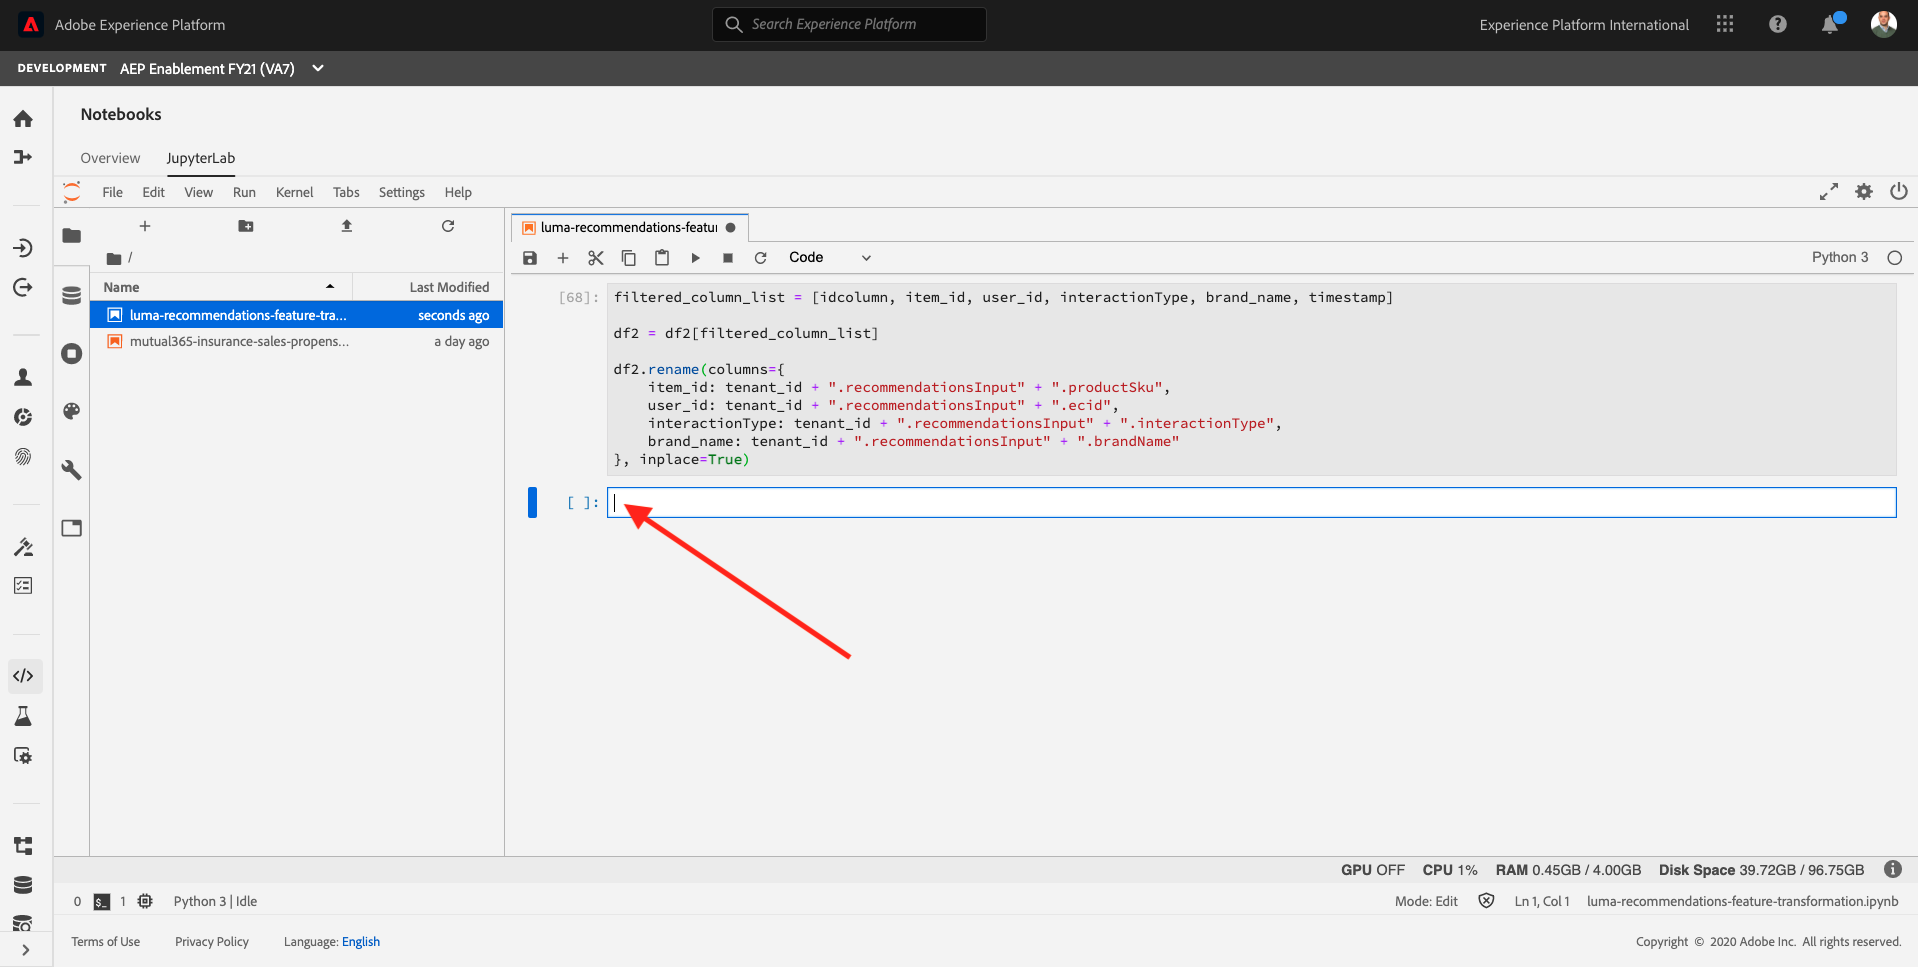 Adobe Experience Platform
Search Experience Platform
Experience Platform International
DEVELOPMENT AEP Enablement FY21 (VA7)
Notebooks
Overview JupyterLab
File Edit View Run Kernel Tabs Settings Help
luma-recommendations-featur
/
Code
Python 3
Name Last Modified
luma-recommendations-feature-tra... seconds ago
mutual365-insurance-sales-propens... a day ago
[68]: filtered_column_list = [idcolumn, item_id, user_id, interactionType, brand_name, timestamp]
df2 = df2[filtered_column_list]
df2.rename(columns={
item_id: tenant_id + ".recommendationsInput" + ".productSku",
user_id: tenant_id + ".recommendationsInput" + ".ecid",
interactionType: tenant_id + ".recommendationsInput" + ".interactionType",
brand_name: tenant_id + ".recommendationsInput" + ".brandName"
}, inplace=True)
[ ]:
GPU OFF CPU 1% RAM 0.45GB / 4.00GB Disk Space 39.72GB / 96.75GB
0 $_ 1 Python 3 | Idle
Mode: Edit Ln 1, Col 1 luma-recommendations-feature-transformation.ipynb
Terms of Use Privacy Policy Language: English
Copyright © 2020 Adobe Inc. All rights reserved.